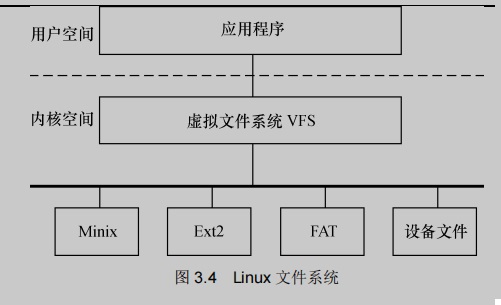 用户空间
应用程序
内核空间
虚拟文件系统 VFS
Minix
Ext2
FAT
设备文件
图 3.4 Linux 文件系统